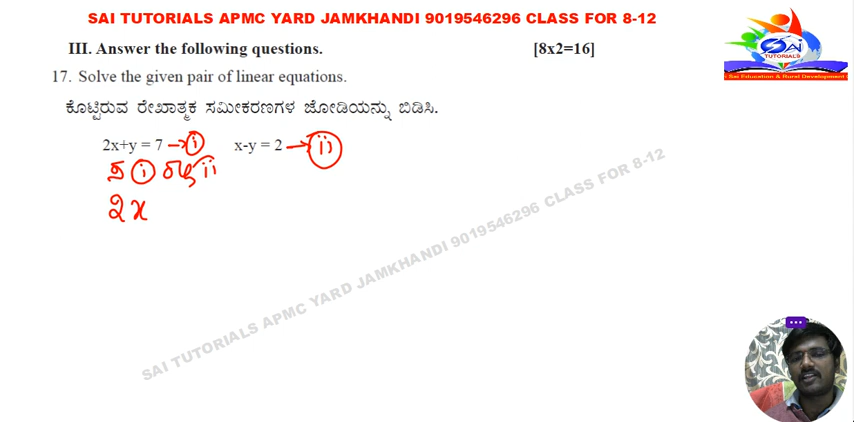 SAI TUTORIALS APMC YARD JAMKHANDI 9019546296 CLASS FOR 8-12
SAI
TUTORIALS
Sai Education & Rural Development
III. Answer the following questions. [8x2=16]
17. Solve the given pair of linear equations.
ಕೊಟ್ಟಿರುವ ರೇಖಾತ್ಮಕ ಸಮೀಕರಣಗಳ ಜೋಡಿಯನ್ನು ಬಿಡಿಸಿ.
2x+y = 7 → i x-y = 2 → ii
i ii
2x
SAI TUTORIALS APMC YARD JAMKHANDI 9019546296 CLASS FOR 8-12